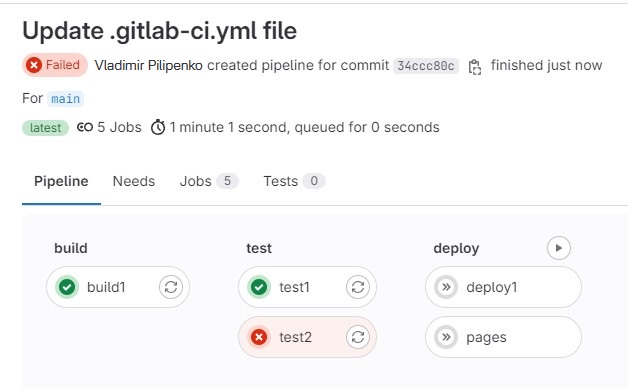 Update .gitlab-ci.yml file
Failed Vladimir Pilipenko created pipeline for commit 34ccc80c finished just now
For main
latest 5 Jobs 1 minute 1 second, queued for 0 seconds
Pipeline Needs Jobs 5 Tests 0
build test deploy
build1 test1 deploy1
test2 pages